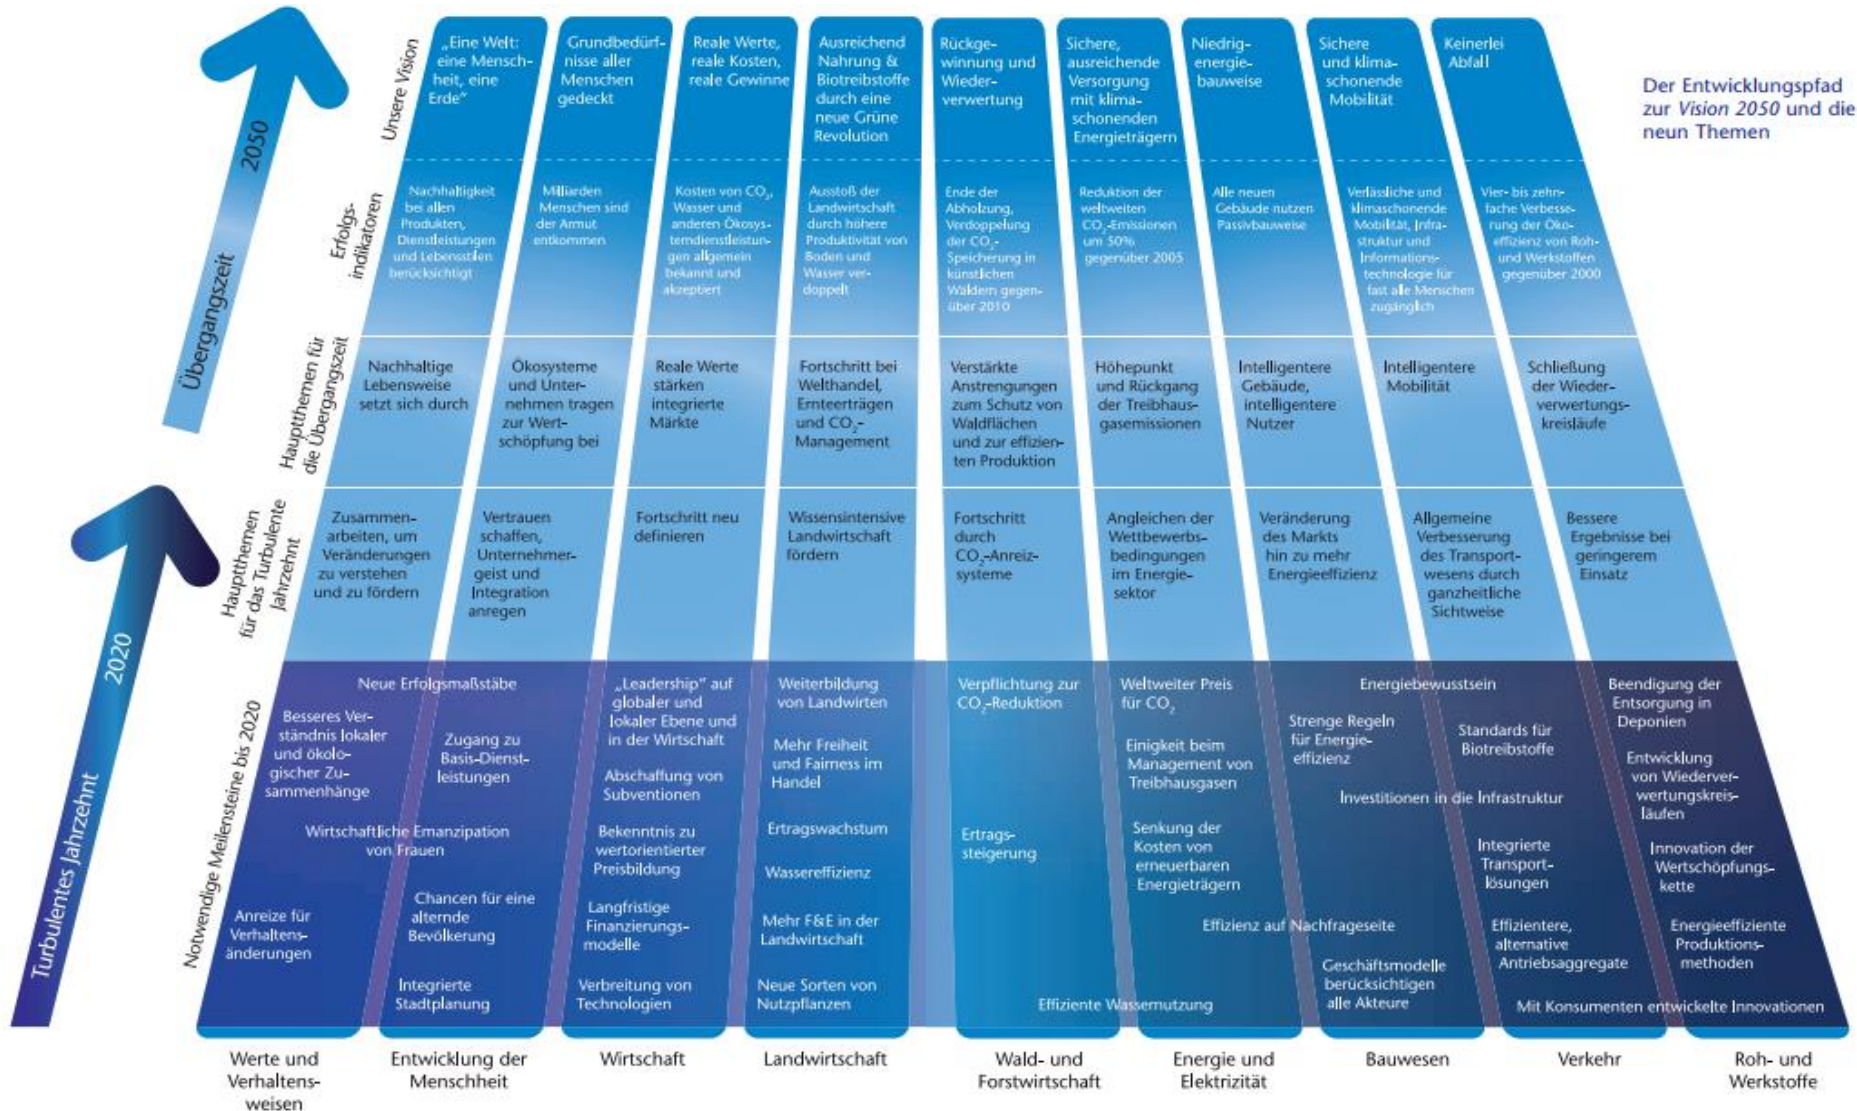 Der Entwicklungspfad
zur Vision 2050 und die
neun Themen
2050
Übergangszeit
2020
Turbulentes Jahrzehnt
Unsere Vision
„Eine Welt:
eine Mensch-
heit, eine
Erde“
Grundbedürf-
nisse aller
Menschen
gedeckt
Reale Werte,
reale Kosten,
reale Gewinne
Ausreichend
Nahrung &
Biotreibstoffe
durch eine
neue Grüne
Revolution
Rückge-
winnung und
Wieder-
verwertung
Sichere,
ausreichende
Versorgung
mit klima-
schonenden
Energieträgern
Niedrig-
energie-
bauweise
Sichere
und klima-
schonende
Mobilität
Keinerlei
Abfall
Erfolgs-
indikatoren
Nachhaltigkeit
bei allen
Produkten,
Dienstleistungen
und Lebensstilen
berücksichtigt
Milliarden
Menschen sind
der Armut
entkommen
Kosten von CO₂,
Wasser und
anderen Ökosys-
temdienstleistun-
gen allgemein
bekannt und
akzeptiert
Ausstoß der
Landwirtschaft
durch höhere
Produktivität von
Boden und
Wasser ver-
doppelt
Ende der
Abholzung,
Verdoppelung
der CO₂-
Speicherung in
künstlichen
Wäldern gegen-
über 2010
Reduktion der
weltweiten
CO₂-Emissionen
um 50%
gegenüber 2005
Alle neuen
Gebäude nutzen
Passivbauweise
Verlässliche und
klimaschonende
Mobilität, Infra-
struktur und
Informations-
technologie für
fast alle Menschen
zugänglich
Vier- bis zehn-
fache Verbesse-
rung der Öko-
effizienz von Roh-
und Werkstoffen
gegenüber 2000
Hauptthemen für
die Übergangszeit
Nachhaltige
Lebensweise
setzt sich durch
Ökosysteme
und Unter-
nehmen tragen
zur Wert-
schöpfung bei
Reale Werte
stärken
integrierte
Märkte
Fortschritt bei
Welthandel,
Ernteerträgen
und CO₂-
Management
Verstärkte
Anstrengungen
zum Schutz von
Waldflächen
und zur effizien-
ten Produktion
Höhepunkt
und Rückgang
der Treibhaus-
gasemissionen
Intelligentere
Gebäude,
intelligentere
Nutzer
Intelligentere
Mobilität
Schließung
der Wieder-
verwertungs-
kreisläufe
Hauptthemen
für das Turbulente
Jahrzehnt
Zusammen-
arbeiten, um
Veränderungen
zu verstehen
und zu fördern
Vertrauen
schaffen,
Unternehmer-
geist und
Integration
anregen
Fortschritt neu
definieren
Wissensintensive
Landwirtschaft
fördern
Fortschritt
durch
CO₂-Anreiz-
systeme
Angleichen der
Wettbewerbs-
bedingungen
im Energie-
sektor
Veränderung
des Markts
hin zu mehr
Energieeffizienz
Allgemeine
Verbesserung
des Transport-
wesens durch
ganzheitliche
Sichtweise
Bessere
Ergebnisse bei
geringerem
Einsatz
Notwendige Meilensteine bis 2020
Neue Erfolgsmaßstäbe
Besseres Ver-
ständnis lokaler
und ökolo-
gischer Zu-
sammenhänge
Zugang zu
Basis-Dienst-
leistungen
Wirtschaftliche Emanzipation
von Frauen
Anreize für
Verhaltens-
änderungen
Chancen für eine
alternde
Bevölkerung
Integrierte
Stadtplanung
„Leadership“ auf
globaler und
lokaler Ebene und
in der Wirtschaft
Abschaffung von
Subventionen
Bekenntnis zu
wertorientierter
Preisbildung
Langfristige
Finanzierungs-
modelle
Verbreitung von
Technologien
Weiterbildung
von Landwirten
Mehr Freiheit
und Fairness im
Handel
Ertragswachstum
Wassereffizienz
Mehr F&E in der
Landwirtschaft
Neue Sorten von
Nutzpflanzen
Verpflichtung zur
CO₂-Reduktion
Ertrags-
steigerung
Effiziente Wassernutzung
Weltweiter Preis
für CO₂
Einigkeit beim
Management von
Treibhausgasen
Senkung der
Kosten von
erneuerbaren
Energieträgern
Effizienz auf Nachfrageseite
Energiebewusstsein
Strenge Regeln
für Energie-
effizienz
Investitionen in die Infrastruktur
Geschäftsmodelle
berücksichtigen
alle Akteure
Standards für
Biotreibstoffe
Integrierte
Transport-
lösungen
Effizientere,
alternative
Antriebsaggregate
Mit Konsumenten entwickelte Innovationen
Beendigung der
Entsorgung in
Deponien
Entwicklung
von Wiederver-
wertungskreis-
läufen
Innovation der
Wertschöpfungs-
kette
Energieeffiziente
Produktions-
methoden
Werte und
Verhaltens-
weisen
Entwicklung der
Menschheit
Wirtschaft
Landwirtschaft
Wald- und
Forstwirtschaft
Energie und
Elektrizität
Bauwesen
Verkehr
Roh- und
Werkstoffe